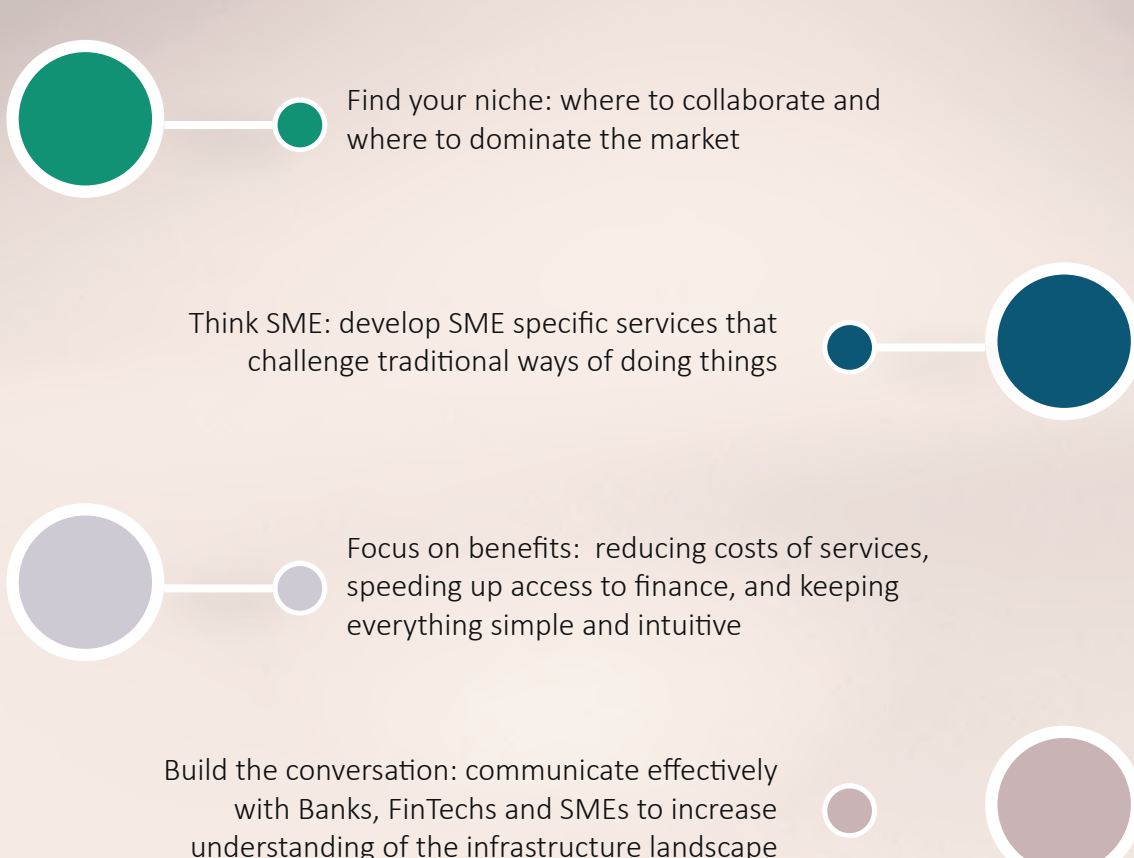 Find your niche: where to collaborate and
where to dominate the market
Think SME: develop SME specific services that
challenge traditional ways of doing things
Focus on benefits:  reducing costs of services,
speeding up access to finance, and keeping
everything simple and intuitive
Build the conversation: communicate effectively
with Banks, FinTechs and SMEs to increase
understanding of the infrastructure landscape